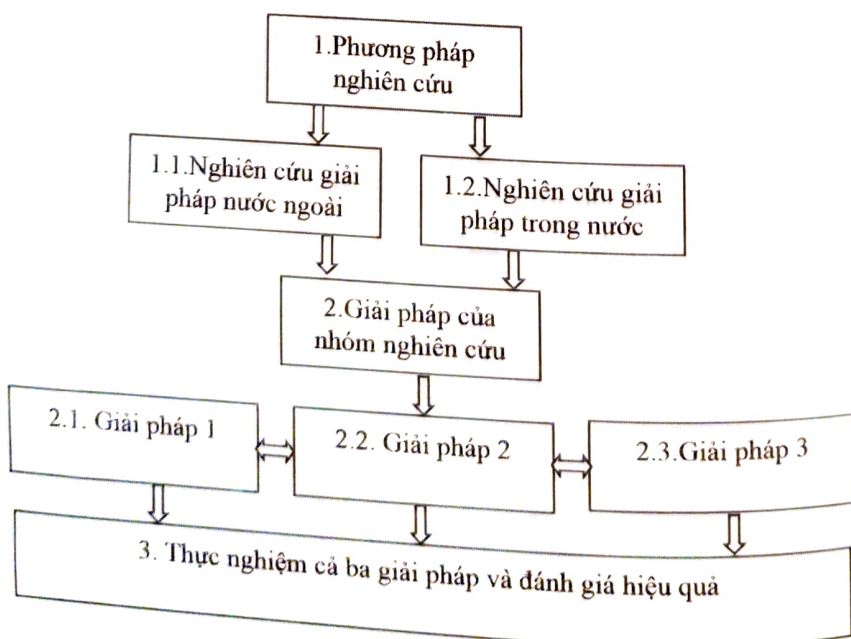 1.Phương pháp
nghiên cứu
1.1.Nghiên cứu giải
pháp nước ngoài
1.2.Nghiên cứu giải
pháp trong nước
2.Giải pháp của
nhóm nghiên cứu
2.1. Giải pháp 1
2.2. Giải pháp 2
2.3.Giải pháp 3
3. Thực nghiệm cả ba giải pháp và đánh giá hiệu quả